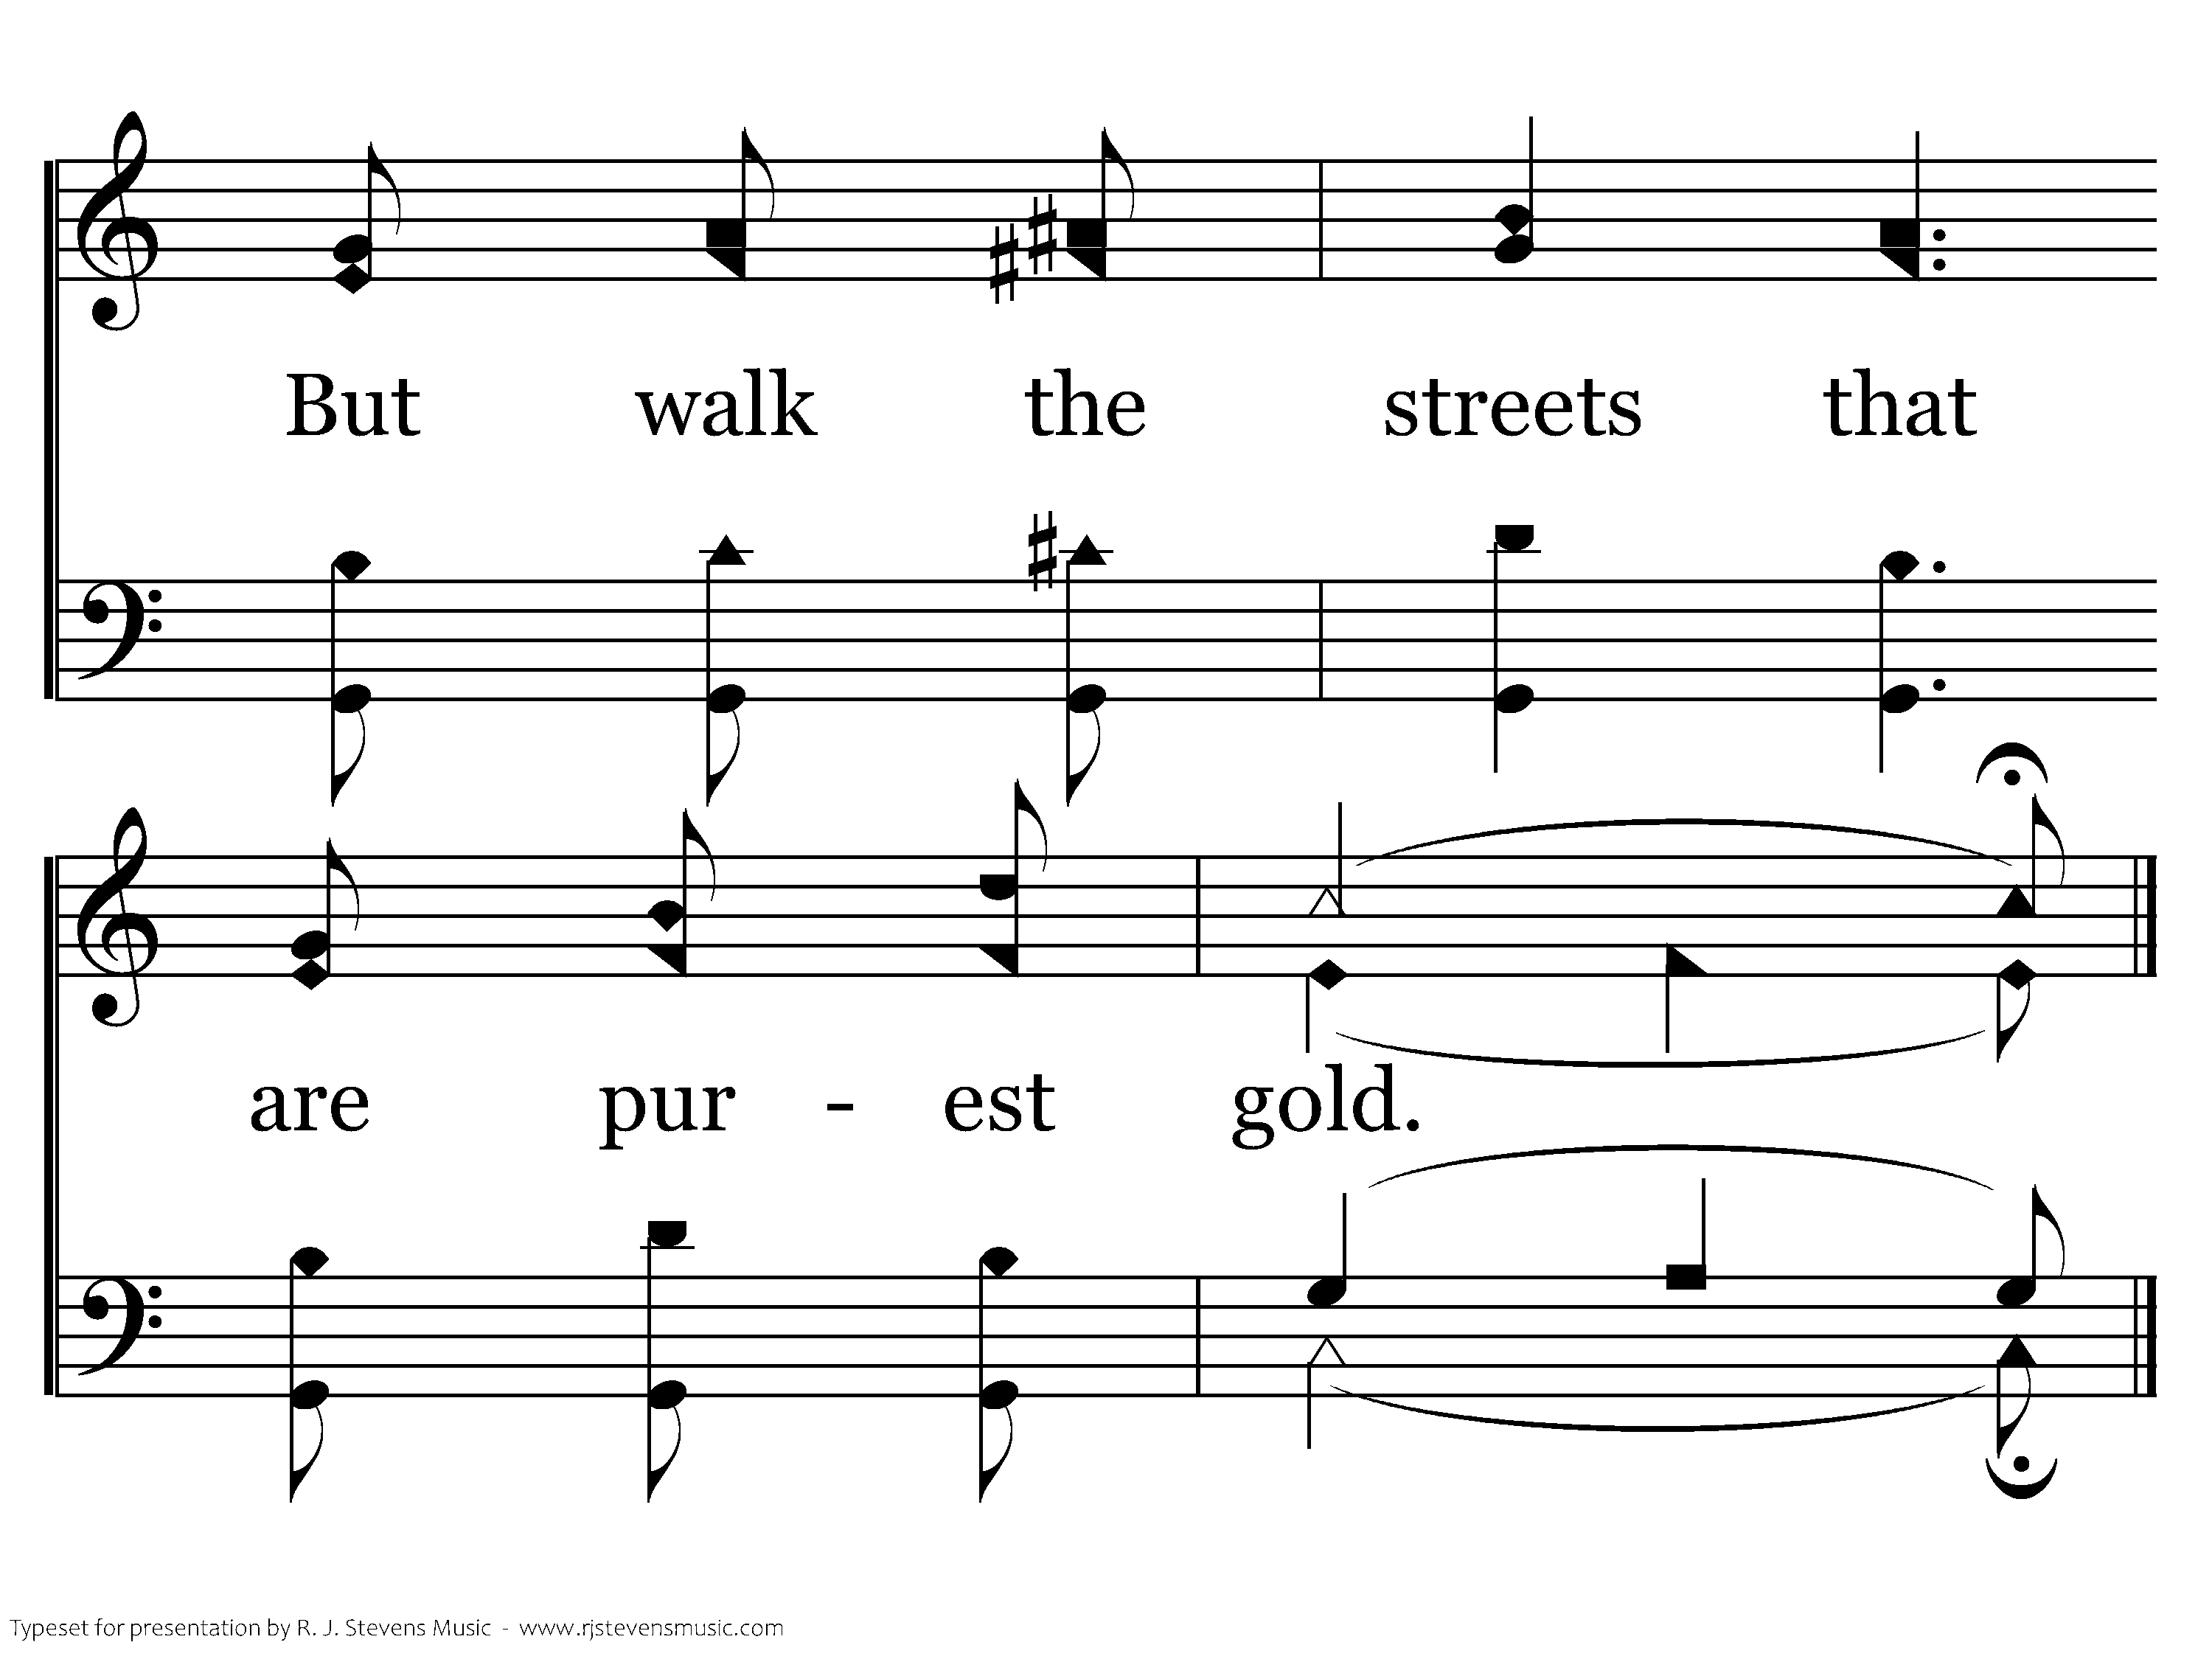 But walk the streets that
are pur - est gold.
Typeset for presentation by R. J. Stevens Music - www.rjstevensmusic.com